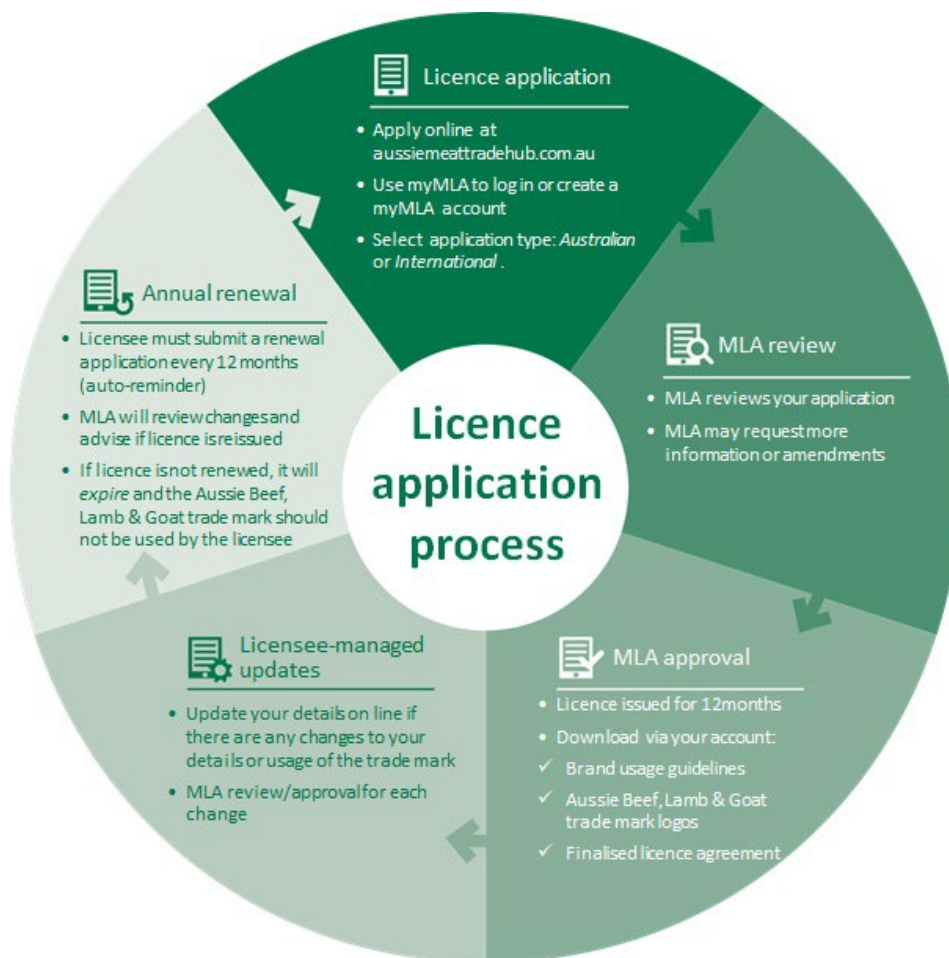 Licence application
• Apply online at
aussiemeattradehub.com.au
• Use myMLA to log in or create a
myMLA account
• Select application type: Australian
or International .
MLA review
• MLA reviews your application
• MLA may request more
information or amendments
MLA approval
• Licence issued for 12months
• Download via your account:
✓ Brand usage guidelines
✓ Aussie Beef, Lamb & Goat
trade mark logos
✓ Finalised licence agreement
Licensee-managed
updates
• Update your details on line if
there are any changes to your
details or usage of the trade mark
• MLA review/approval for each
change
Annual renewal
• Licensee must submit a renewal
application every 12 months
(auto-reminder)
• MLA will review changes and
advise if licence is reissued
• If licence is not renewed, it will
expire and the Aussie Beef,
Lamb & Goat trade mark should
not be used by the licensee
Licence
application
process